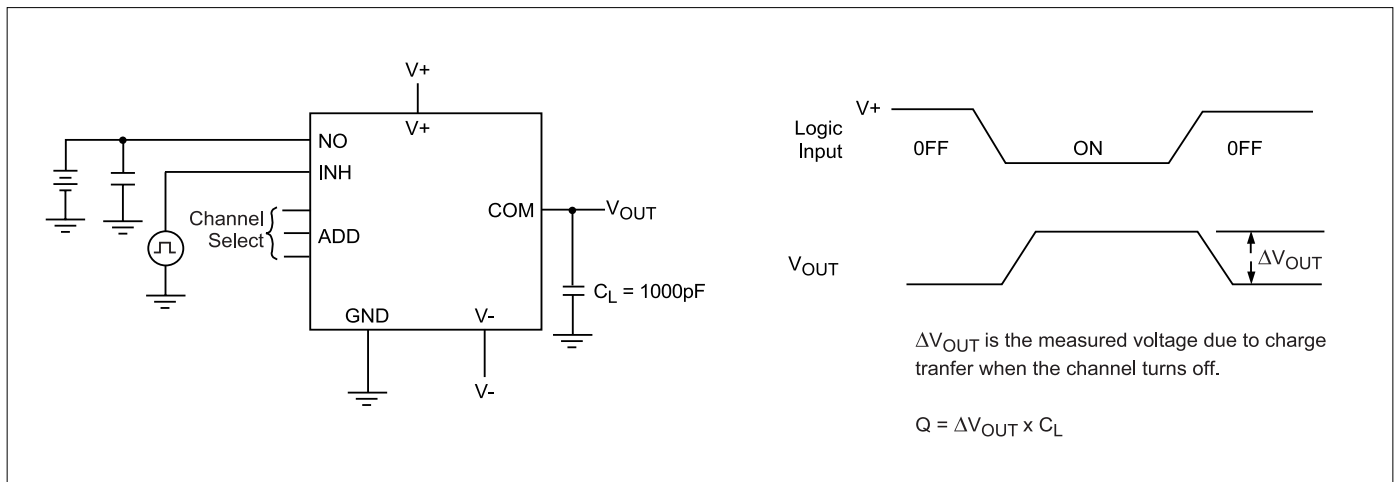 V+
V+
NO
INH
Channel
Select
ADD
COM
VOUT
CL = 1000pF
GND
V-
V-
V+
Logic
Input
0FF
ON
0FF
VOUT
ΔVOUT
ΔVOUT is the measured voltage due to charge
tranfer when the channel turns off.
Q = ΔVOUT x CL